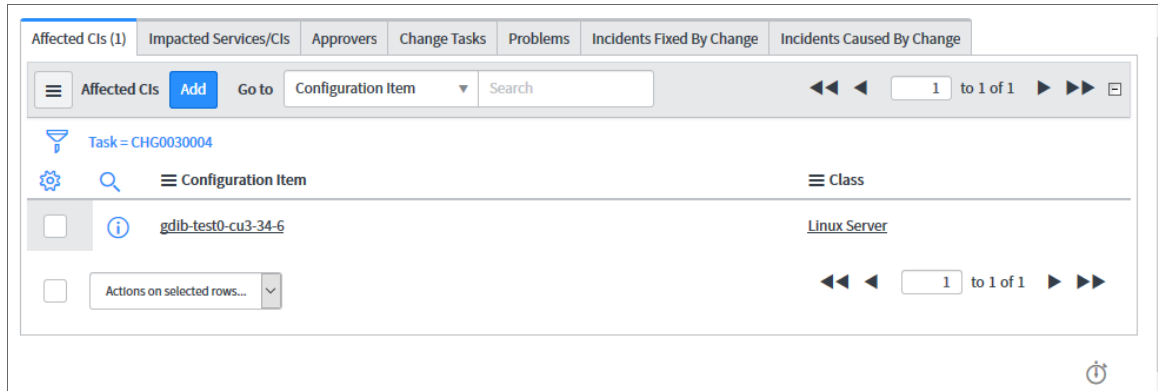 Affected CIs (1) Impacted Services/CIs Approvers Change Tasks Problems Incidents Fixed By Change Incidents Caused By Change
Affected CIs Add Go to Configuration Item Search 1 to 1 of 1
Task = CHG0030004
Configuration Item Class
gdib-test0-cu3-34-6 Linux Server
Actions on selected rows... 1 to 1 of 1